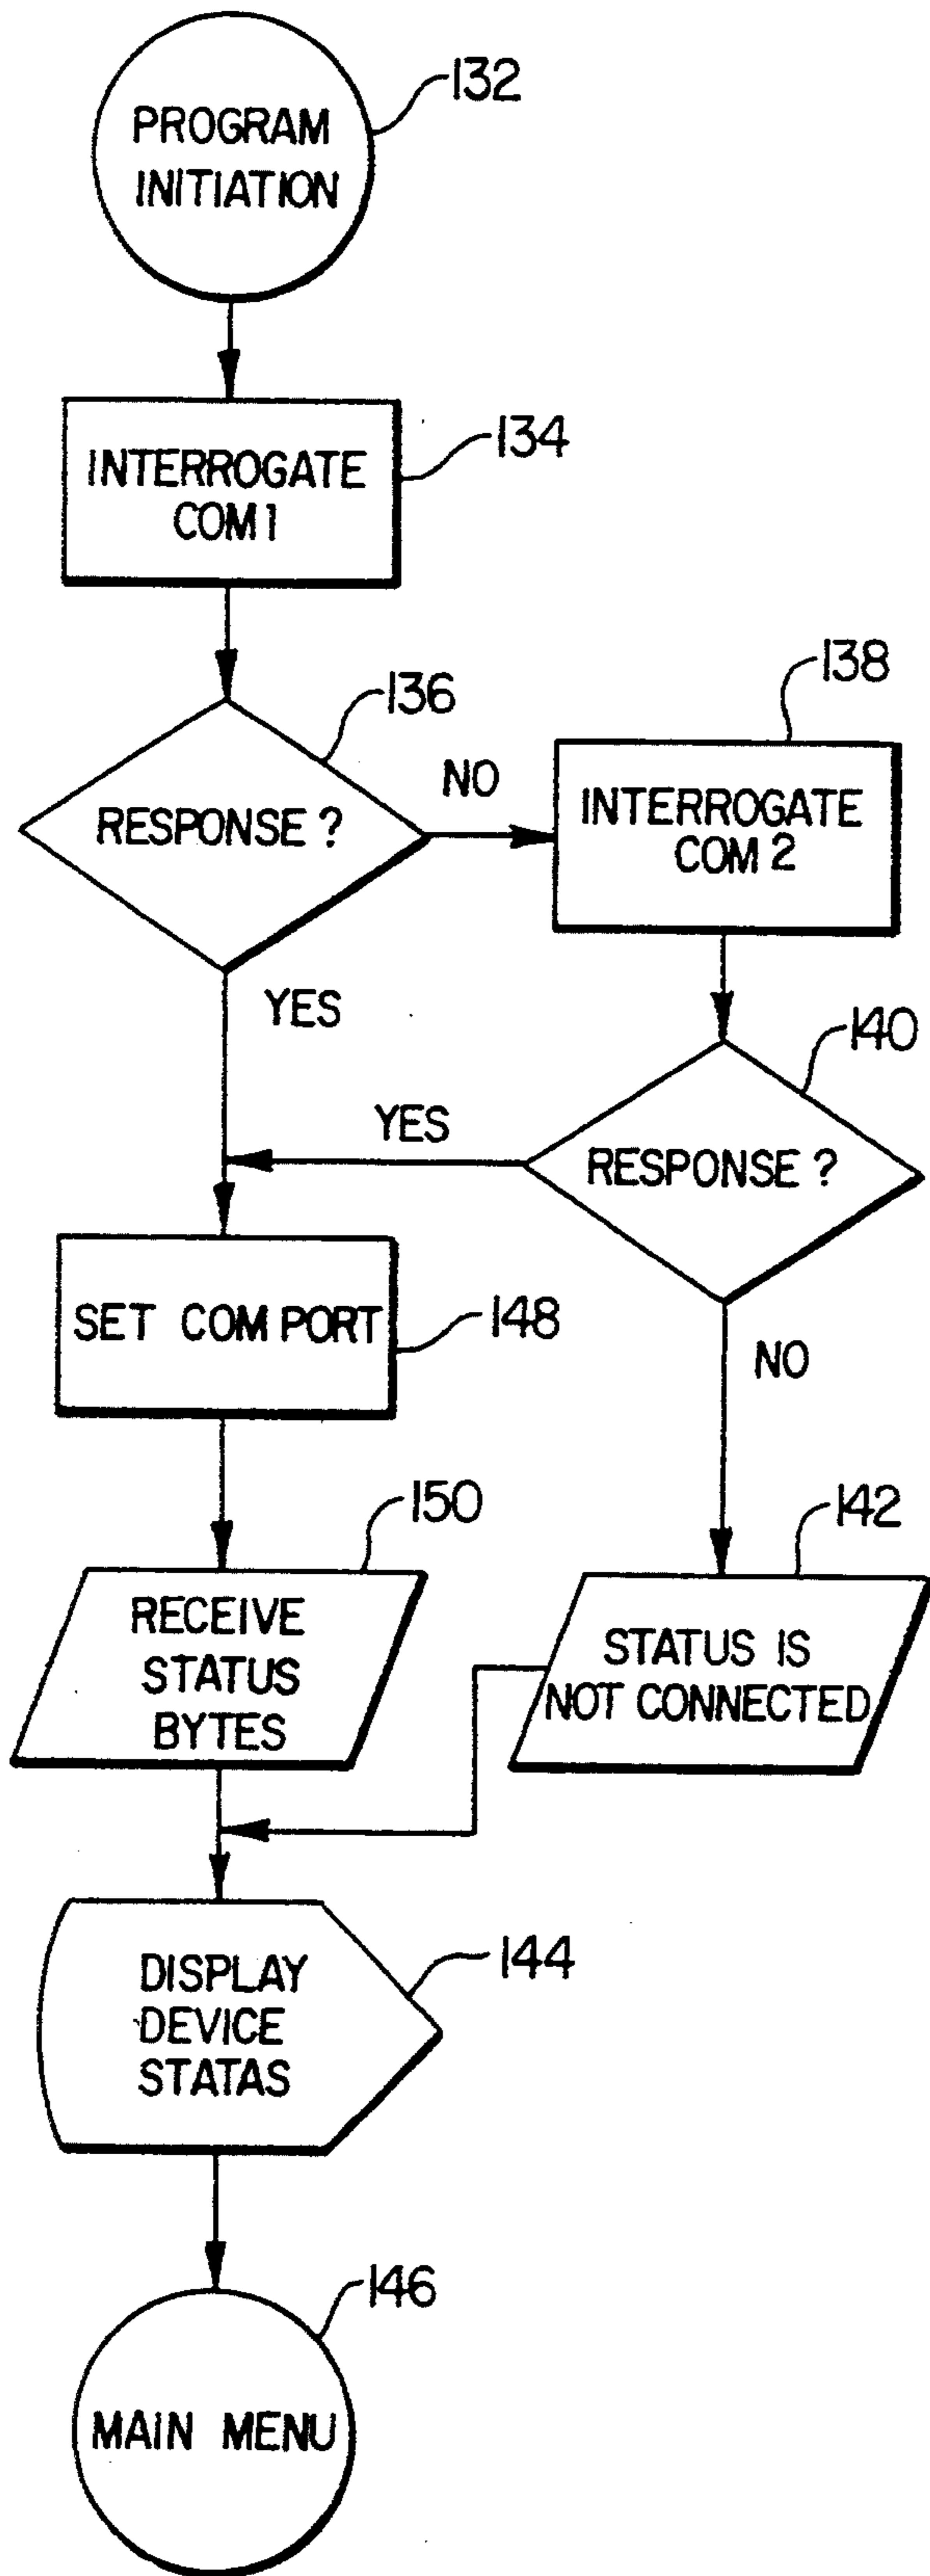 PROGRAM
INITIATION
132
INTERROGATE
COM 1
134
RESPONSE ?
136
NO
YES
INTERROGATE
COM 2
138
RESPONSE ?
140
YES
NO
SET COM PORT
148
RECEIVE
STATUS
BYTES
150
STATUS IS
NOT CONNECTED
142
DISPLAY
DEVICE
STATAS
144
MAIN MENU
146